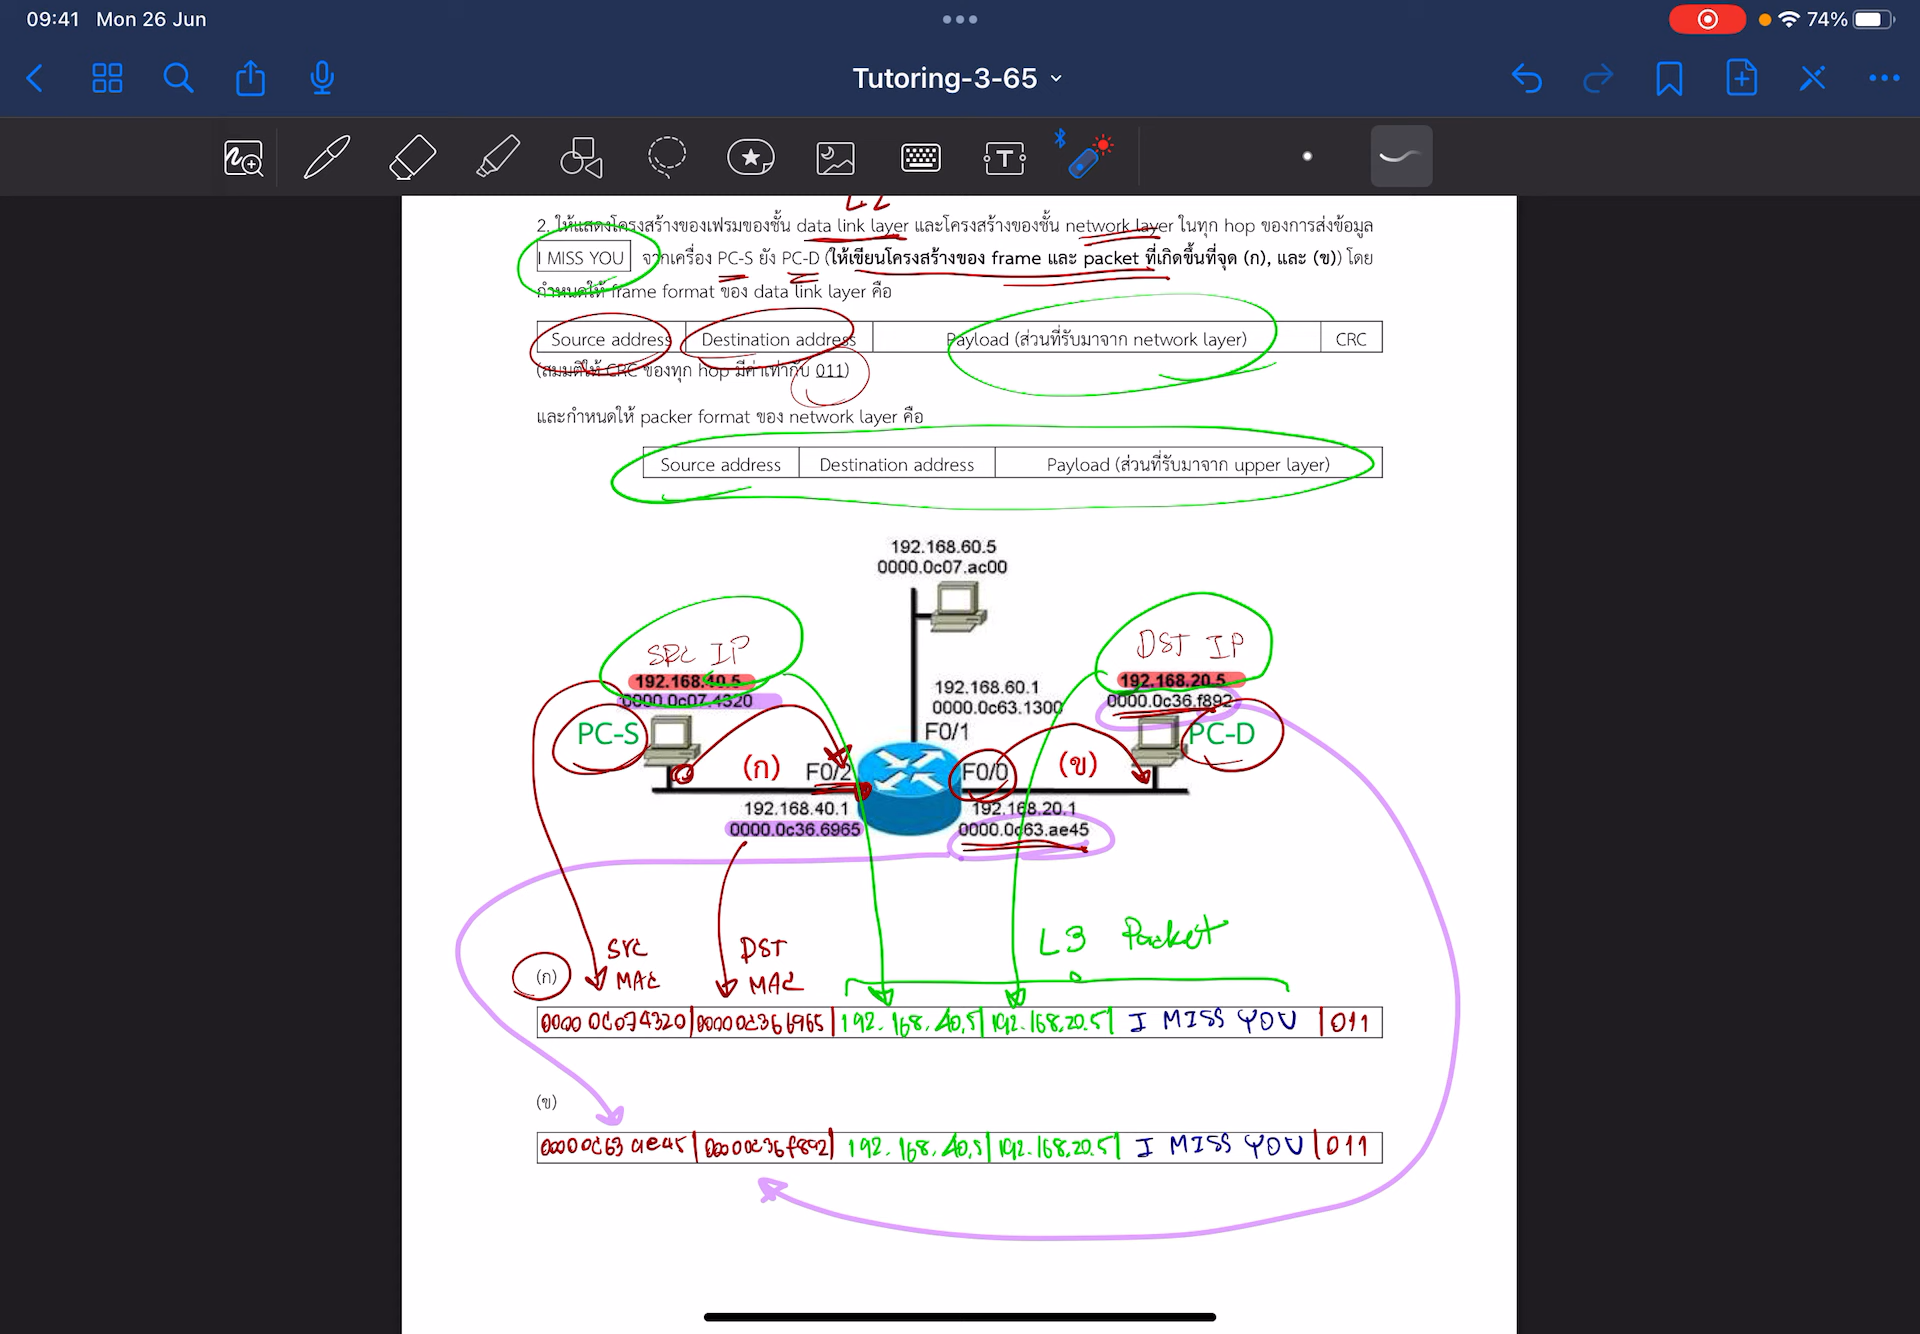 09:41 Mon 26 Jun
74%
Tutoring-3-65
L2
2. ให้แสดงโครงสร้างของเฟรมของชั้น data link layer และโครงสร้างของชั้น network layer ในทุก hop ของการส่งข้อมูล
I MISS YOU จากเครื่อง PC-S ยัง PC-D (ให้เขียนโครงสร้างของ frame และ packet ที่เกิดขึ้นที่จุด (ก), และ (ข)) โดย
กำหนดให้ frame format ของ data link layer คือ
Source address Destination address Payload (ส่วนที่รับมาจาก network layer) CRC
(สมมติให้ CRC ของทุก hop มีค่าเท่ากับ 011)
และกำหนดให้ packer format ของ network layer คือ
Source address Destination address Payload (ส่วนที่รับมาจาก upper layer)
192.168.60.5
0000.0c07.ac00
SRC IP
192.168.40.5
0000.0c07.4320
PC-S
DST IP
192.168.20.5
0000.0c36.f892
PC-D
192.168.60.1
0000.0c63.1300
F0/1
(ก) F0/2 F0/0 (ข)
192.168.40.1
0000.0c36.6965
192.168.20.1
0000.0c63.ae45
L3 Packet
(ก)
SRC MAC
DST MAC
0000 0c074320 | 00000c366965 | 192.168.40.5 | 192.168.20.5 | I MISS YOU | 011
(ข)
00000c63ae45 | 00000c36f892 | 192.168.40.5 | 192.168.20.5 | I MISS YOU | 011